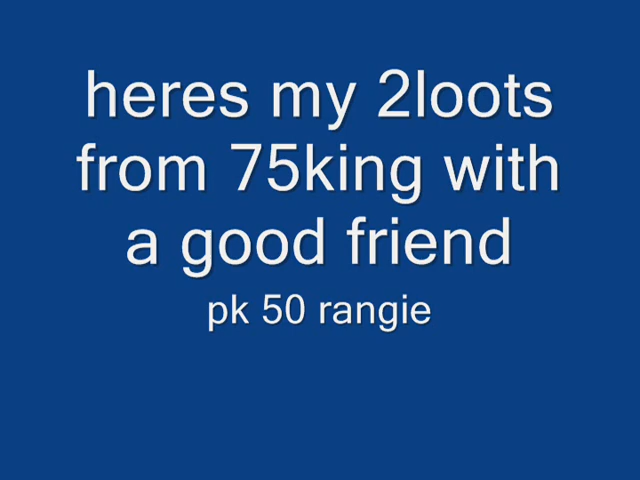 heres my 2loots
from 75king with
a good friend
pk 50 rangie